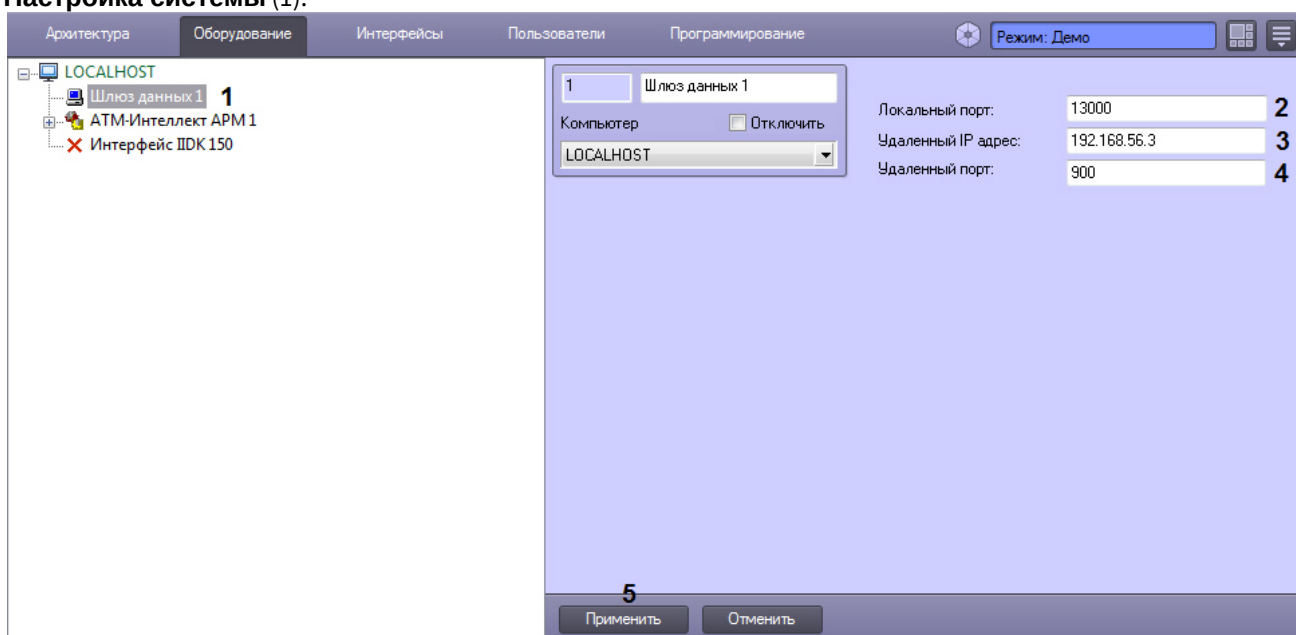 Настройка системы (1).
Архитектура Оборудование Интерфейсы Пользователи Программирование Режим: Демо
LOCALHOST
Шлюз данных 1 1
АТМ-Интеллект АРМ 1
Интерфейс IIDK 150
1 Шлюз данных 1
Компьютер Отключить
LOCALHOST
Локальный порт: 13000 2
Удаленный IP адрес: 192.168.56.3 3
Удаленный порт: 900 4
5
Применить Отменить